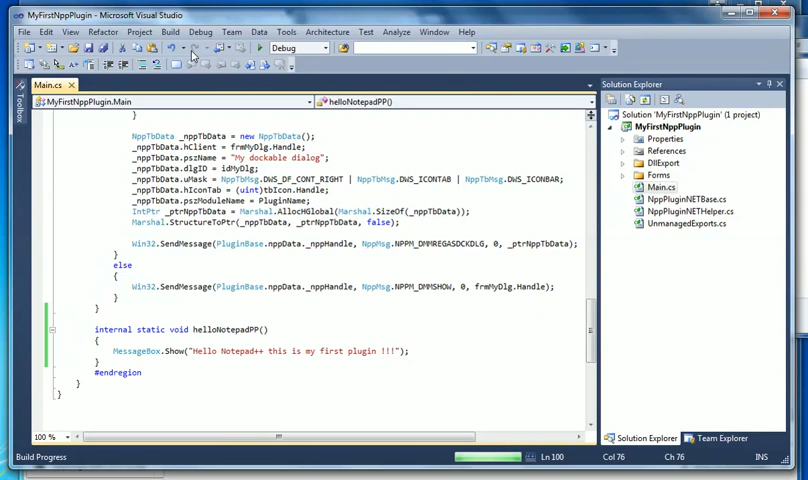 MyFirstNppPlugin - Microsoft Visual Studio
File Edit View Refactor Project Build Debug Team Data Tools Architecture Test Analyze Window Help
Debug
Main.cs
MyFirstNppPlugin.Main
helloNotepadPP()
Toolbox
}
NppTbData _nppTbData = new NppTbData();
_nppTbData.hClient = frmMyDlg.Handle;
_nppTbData.pszName = "My dockable dialog";
_nppTbData.dlgID = idMyDlg;
_nppTbData.uMask = NppTbMsg.DWS_DF_CONT_RIGHT | NppTbMsg.DWS_ICONTAB | NppTbMsg.DWS_ICONBAR;
_nppTbData.hIconTab = (uint)tbIcon.Handle;
_nppTbData.pszModuleName = PluginName;
IntPtr _ptrNppTbData = Marshal.AllocHGlobal(Marshal.SizeOf(_nppTbData));
Marshal.StructureToPtr(_nppTbData, _ptrNppTbData, false);
Win32.SendMessage(PluginBase.nppData._nppHandle, NppMsg.NPPM_DMMREGASDCKDLG, 0, _ptrNppTbData);
}
else
{
Win32.SendMessage(PluginBase.nppData._nppHandle, NppMsg.NPPM_DMMSHOW, 0, frmMyDlg.Handle);
}
}
internal static void helloNotepadPP()
{
MessageBox.Show("Hello Notepad++ this is my first plugin !!!");
}
#endregion
}
}
100 %
Solution Explorer
Solution 'MyFirstNppPlugin' (1 project)
MyFirstNppPlugin
Properties
References
DllExport
Forms
Main.cs
NppPluginNETBase.cs
NppPluginNETHelper.cs
UnmanagedExports.cs
Solution Explorer
Team Explorer
Build Progress
Ln 100
Col 76
Ch 76
INS